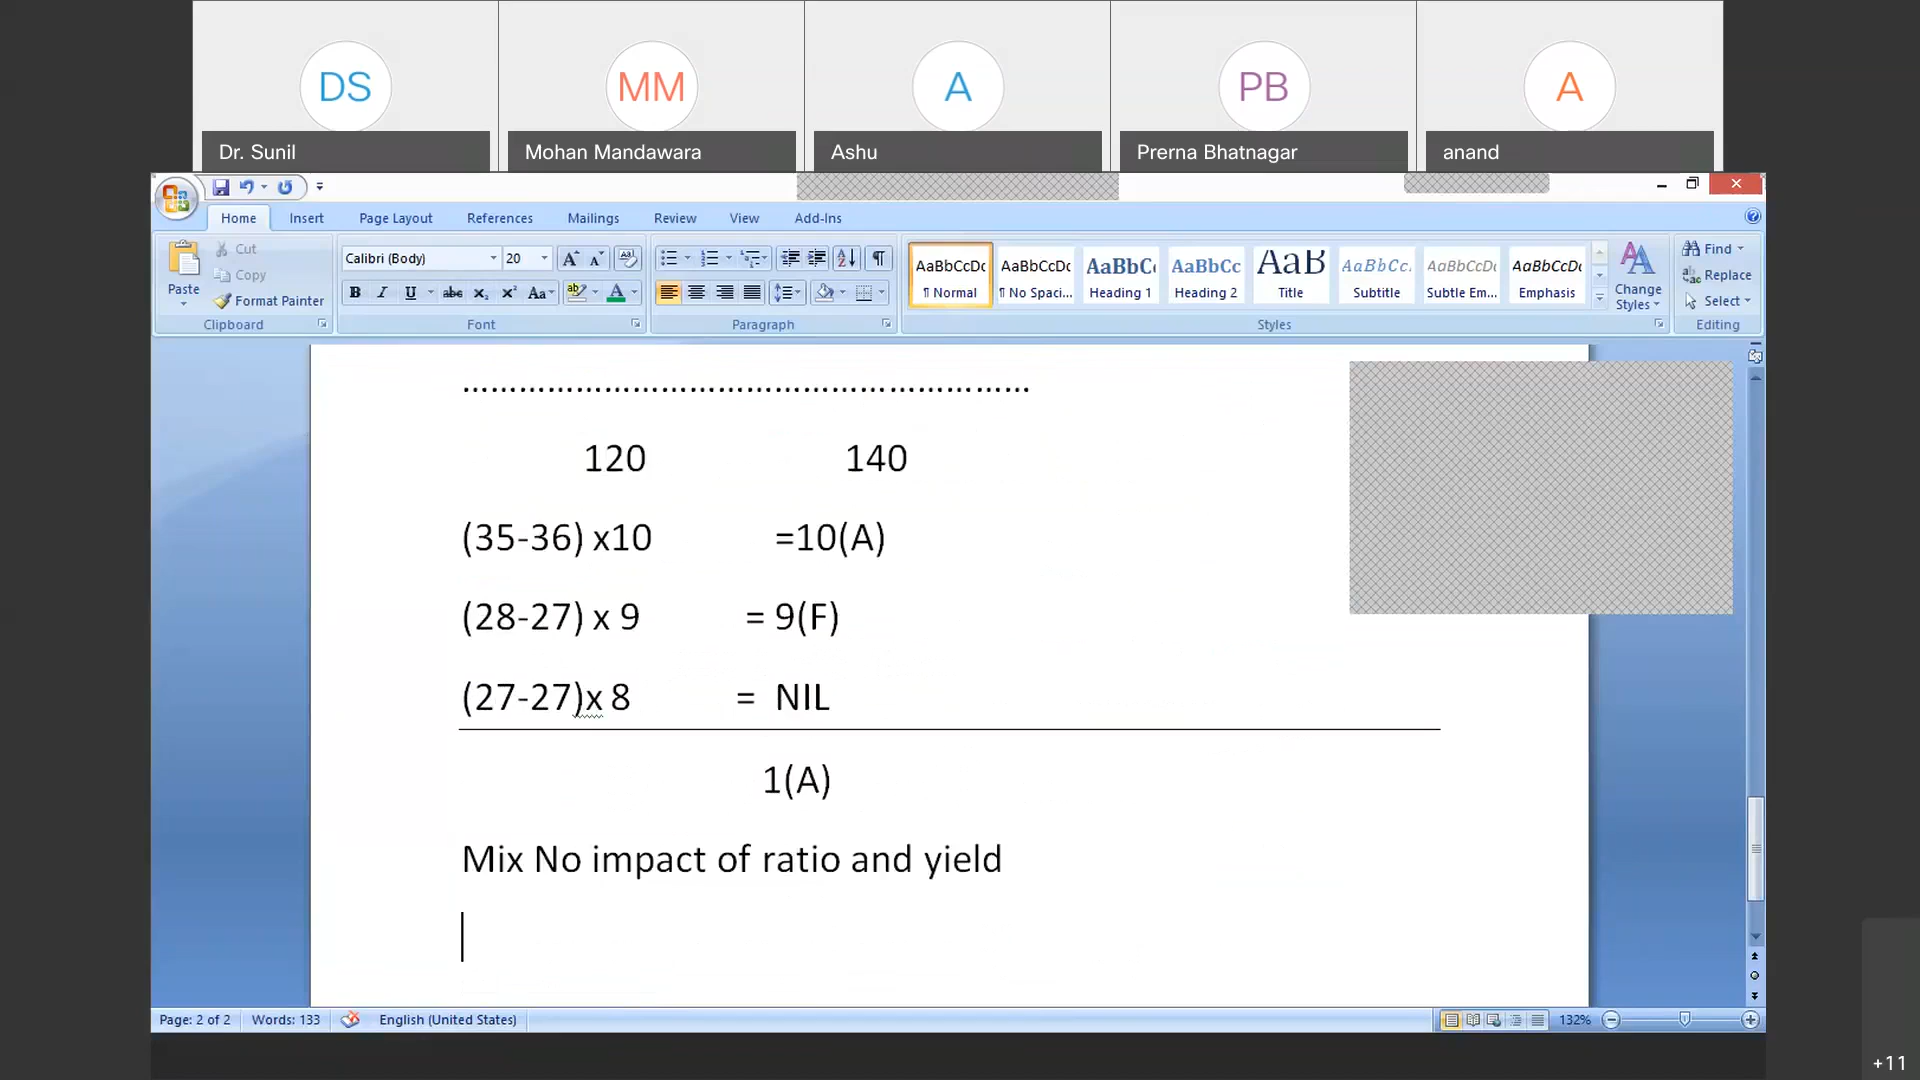 DS MM A PB A
Dr. Sunil Mohan Mandawara Ashu Prerna Bhatnagar anand
Home Insert Page Layout References Mailings Review View Add-Ins
Paste
Cut
Copy
Format Painter
Clipboard
Calibri (Body) 20
Font
Paragraph
AaBbCcDc AaBbCcDc AaBbC AaBbCc AaB AaBbCc. AaBbCcDc AaBbCcDc
¶ Normal ¶ No Spaci... Heading 1 Heading 2 Title Subtitle Subtle Em... Emphasis
Change Styles
Styles
Find
Replace
Select
Editing
............................................................
120 140
(35-36) x10 =10(A)
(28-27) x 9 = 9(F)
(27-27)x 8 = NIL
1(A)
Mix No impact of ratio and yield
Page: 2 of 2 Words: 133 English (United States) 132%
+11